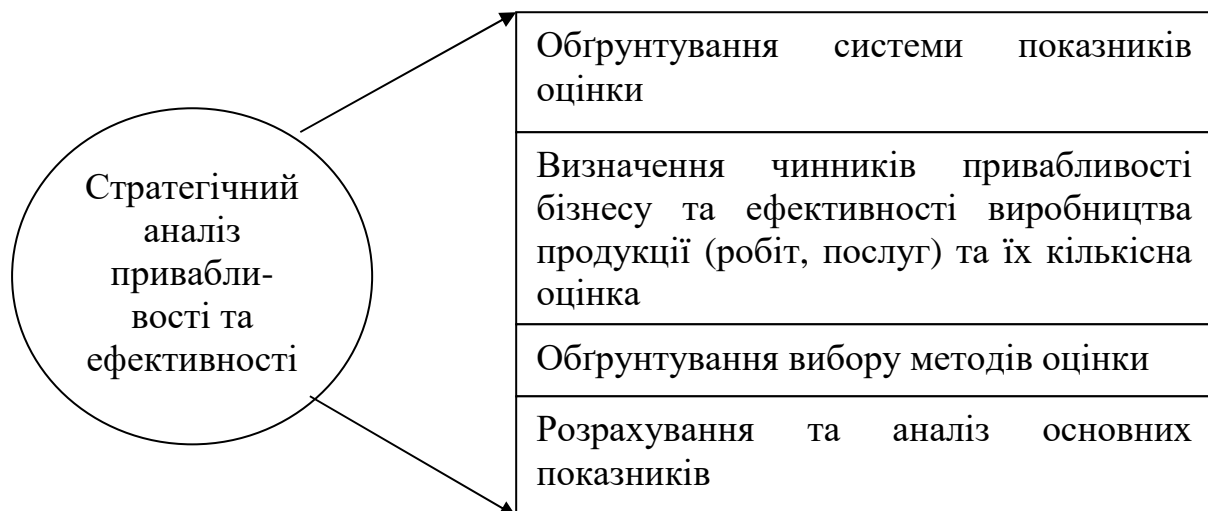 Стратегічний
аналіз
привабли-
вості та
ефективності
Обґрунтування системи показників
оцінки
Визначення чинників привабливості
бізнесу та ефективності виробництва
продукції (робіт, послуг) та їх кількісна
оцінка
Обґрунтування вибору методів оцінки
Розрахування та аналіз основних
показників